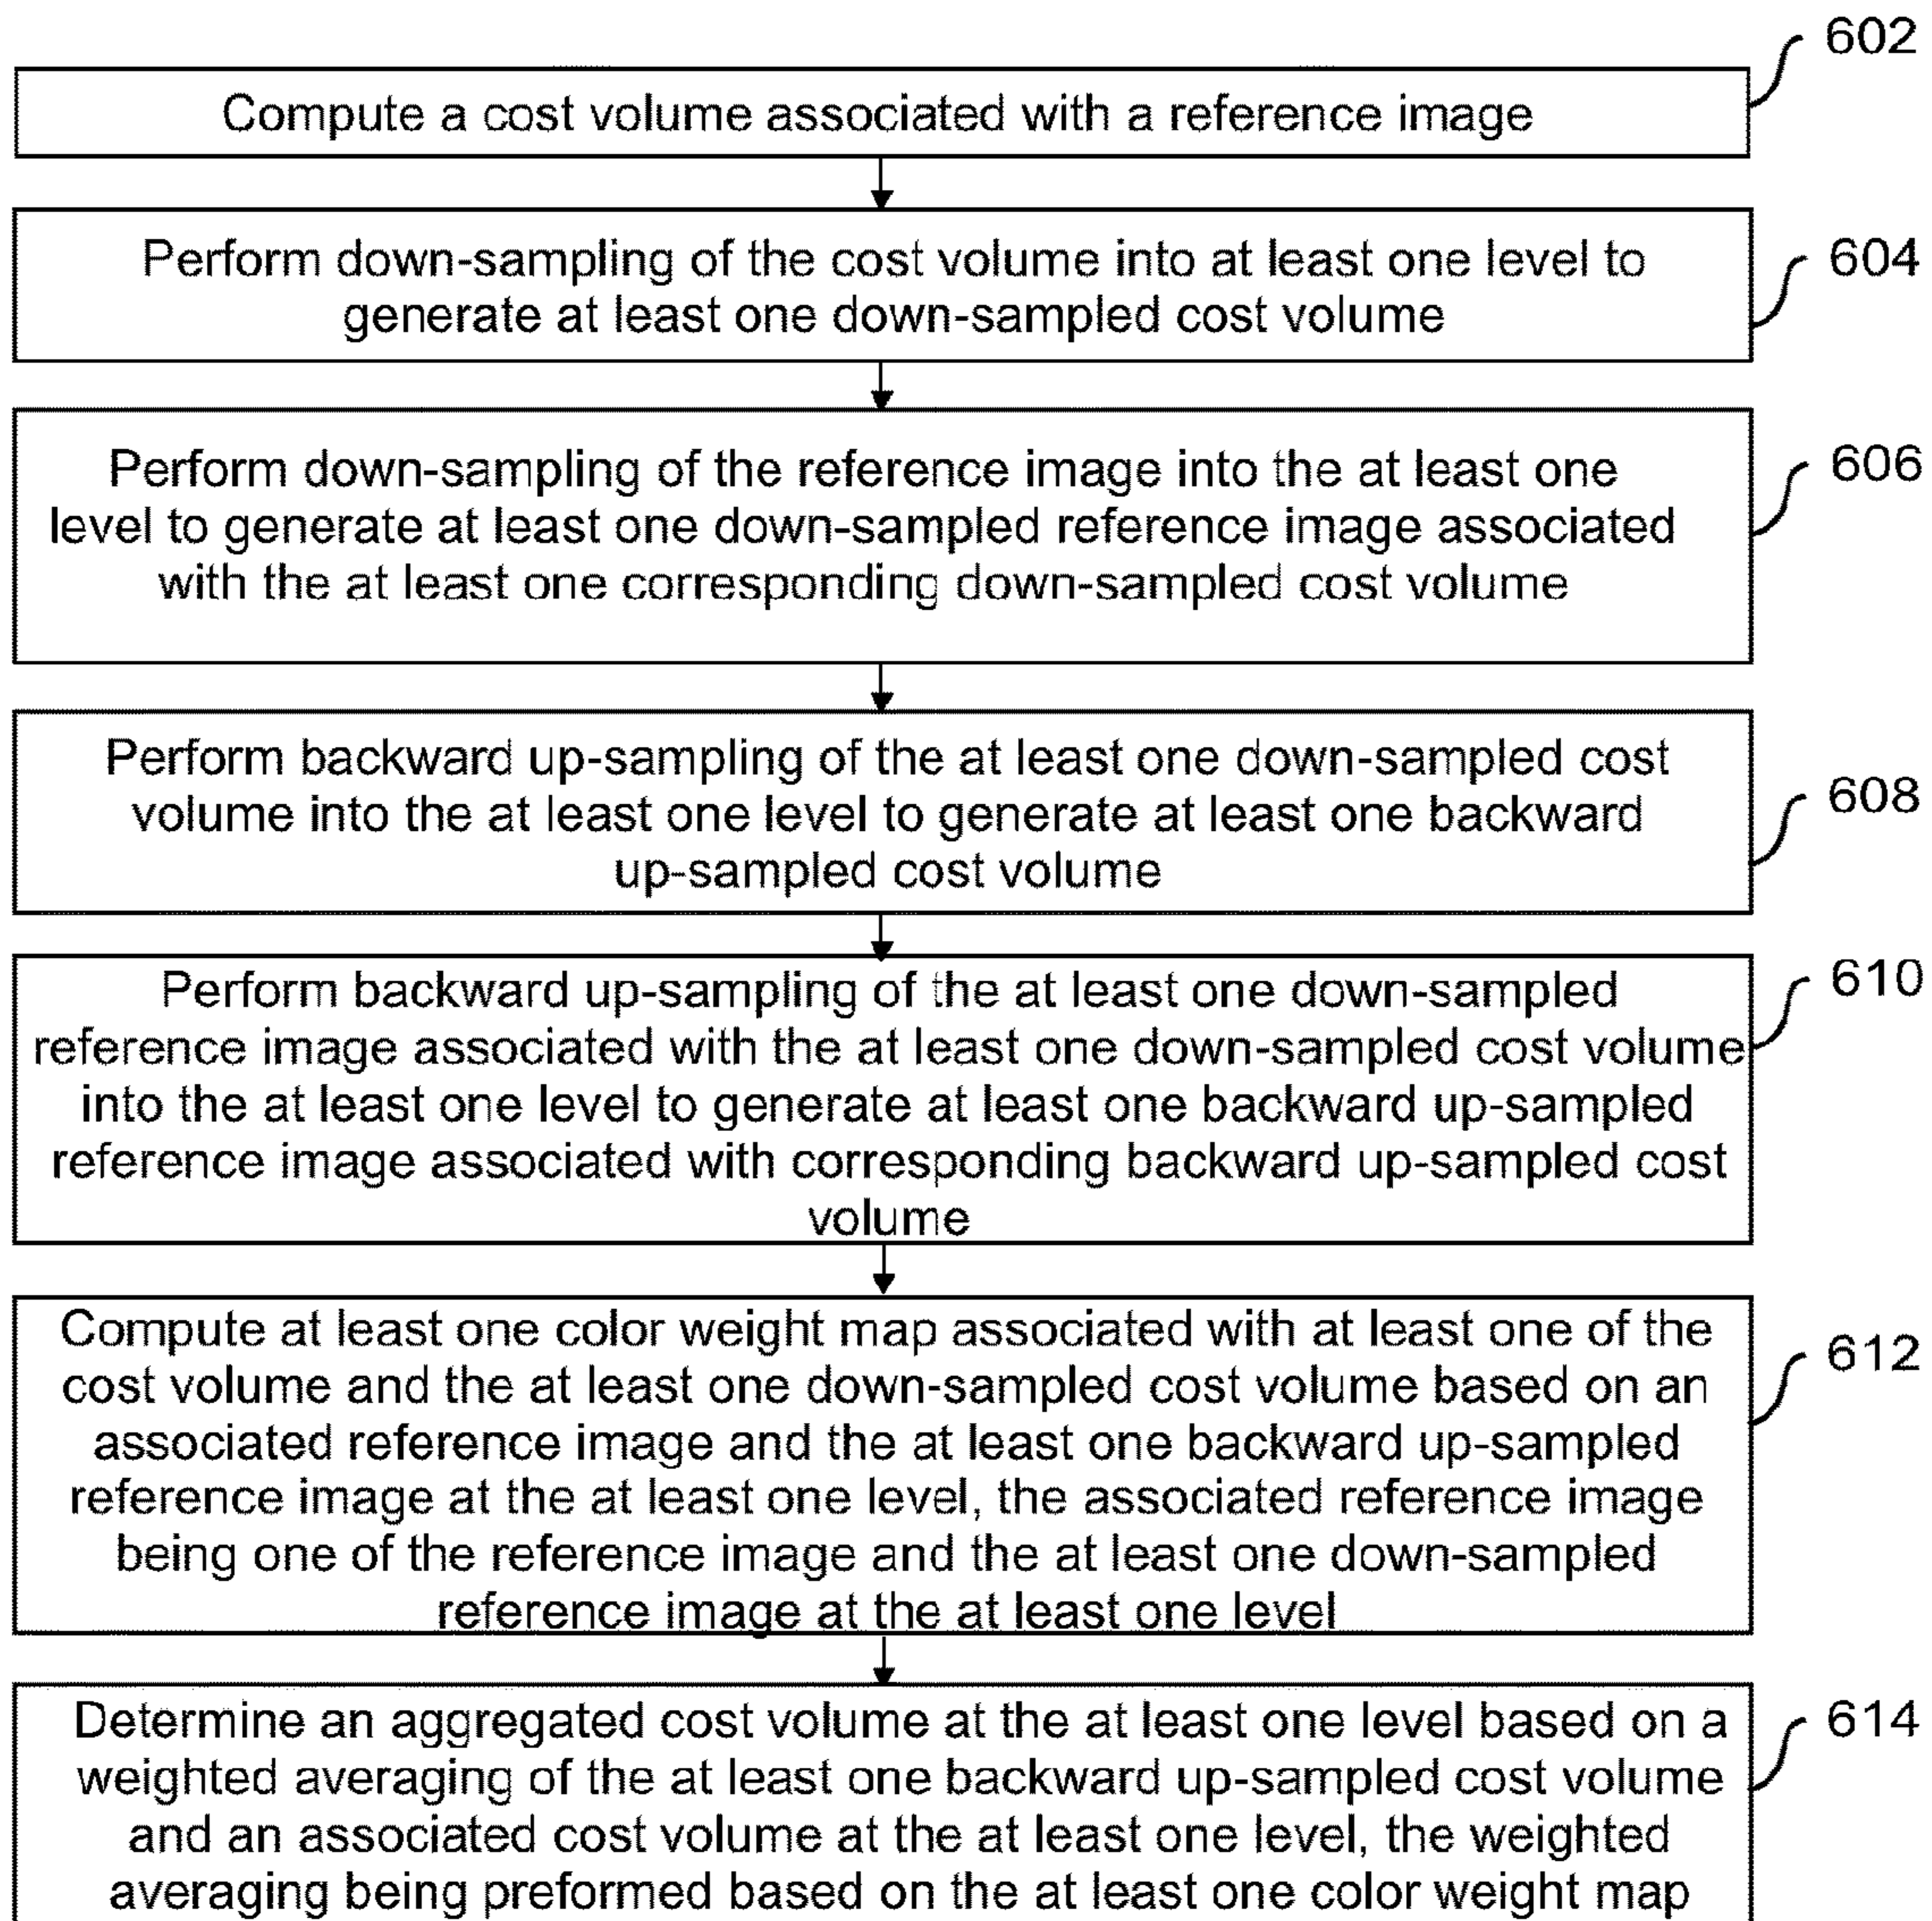 602
Compute a cost volume associated with a reference image
Perform down-sampling of the cost volume into at least one level to
generate at least one down-sampled cost volume
604
Perform down-sampling of the reference image into the at least one
level to generate at least one down-sampled reference image associated
with the at least one corresponding down-sampled cost volume
606
Perform backward up-sampling of the at least one down-sampled cost
volume into the at least one level to generate at least one backward
up-sampled cost volume
608
Perform backward up-sampling of the at least one down-sampled
reference image associated with the at least one down-sampled cost volume
into the at least one level to generate at least one backward up-sampled
reference image associated with corresponding backward up-sampled cost
volume
610
Compute at least one color weight map associated with at least one of the
cost volume and the at least one down-sampled cost volume based on an
associated reference image and the at least one backward up-sampled
reference image at the at least one level, the associated reference image
being one of the reference image and the at least one down-sampled
reference image at the at least one level
612
Determine an aggregated cost volume at the at least one level based on a
weighted averaging of the at least one backward up-sampled cost volume
and an associated cost volume at the at least one level, the weighted
averaging being preformed based on the at least one color weight map
614